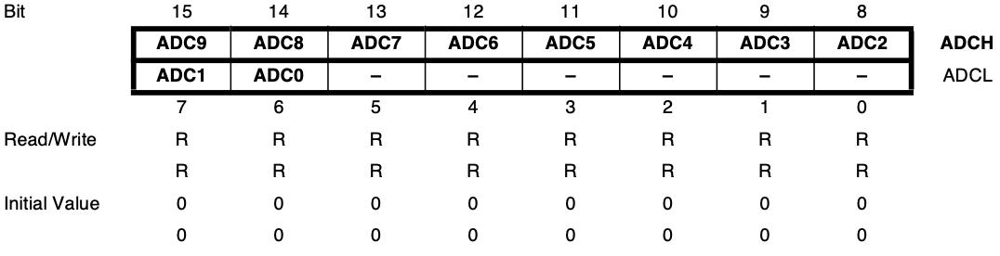 Bit 15 14 13 12 11 10 9 8
ADC9 ADC8 ADC7 ADC6 ADC5 ADC4 ADC3 ADC2 ADCH
ADC1 ADC0 – – – – – – ADCL
7 6 5 4 3 2 1 0
Read/Write R R R R R R R R
R R R R R R R R
Initial Value 0 0 0 0 0 0 0 0
0 0 0 0 0 0 0 0